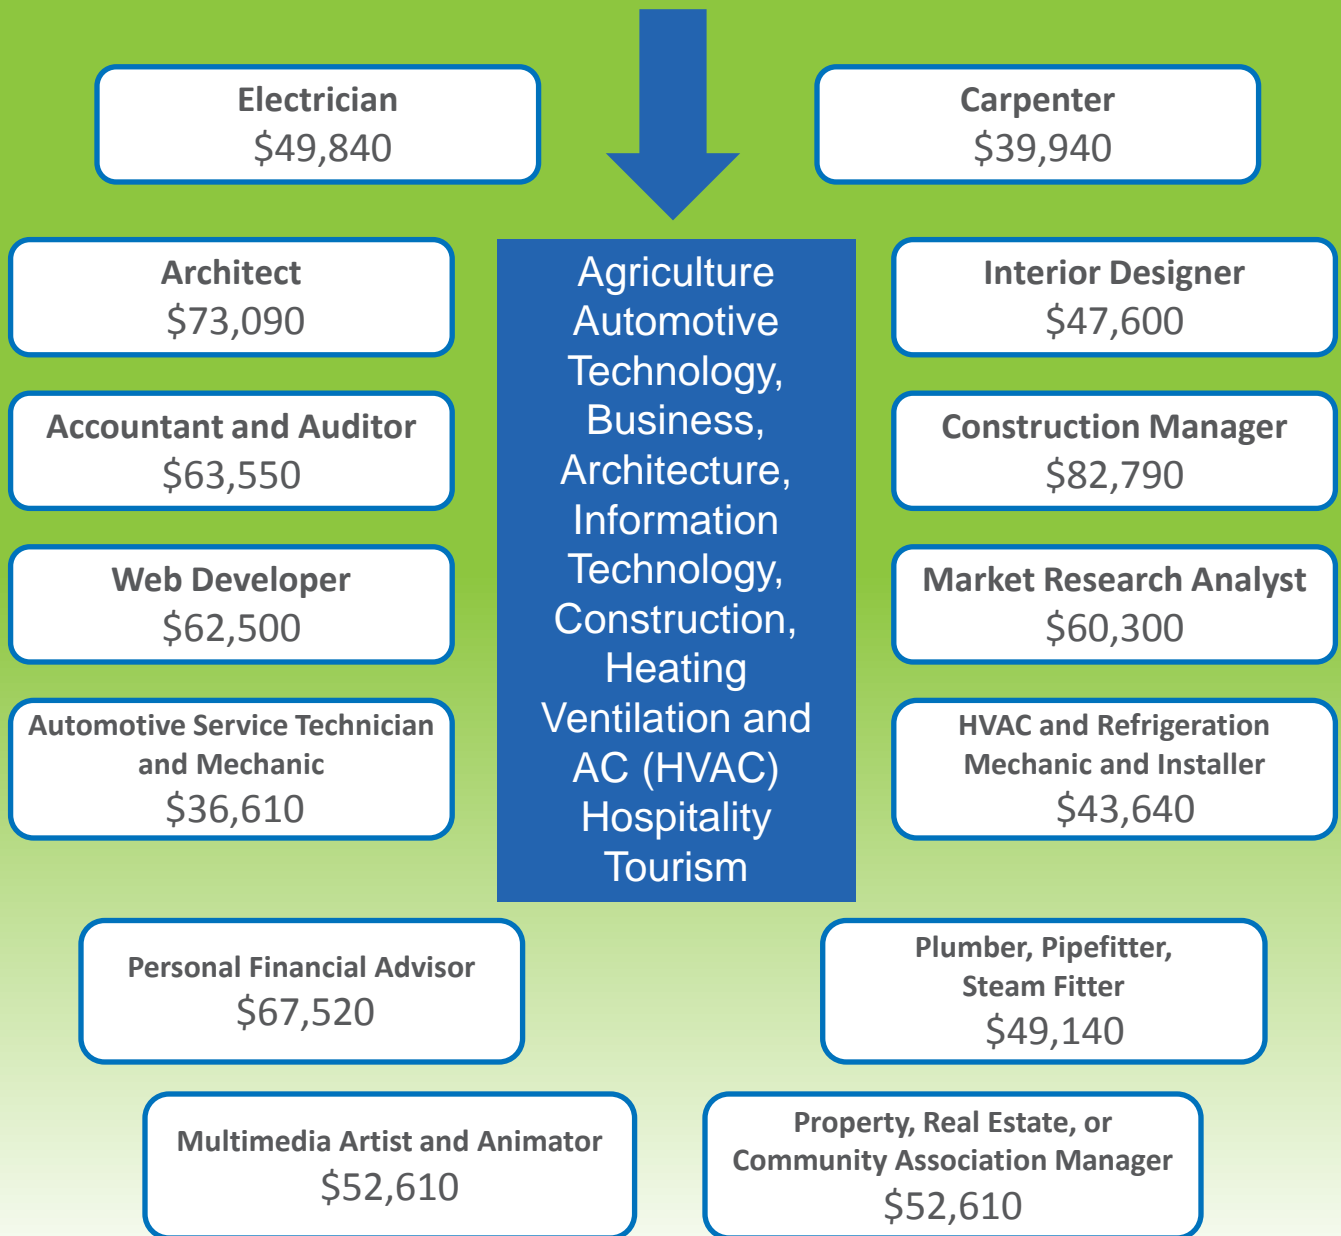 Electrician
$49,840
Carpenter
$39,940
Architect
$73,090
Accountant and Auditor
$63,550
Web Developer
$62,500
Automotive Service Technician
and Mechanic
$36,610
Agriculture
Automotive
Technology,
Business,
Architecture,
Information
Technology,
Construction,
Heating
Ventilation and
AC (HVAC)
Hospitality
Tourism
Interior Designer
$47,600
Construction Manager
$82,790
Market Research Analyst
$60,300
HVAC and Refrigeration
Mechanic and Installer
$43,640
Personal Financial Advisor
$67,520
Plumber, Pipefitter,
Steam Fitter
$49,140
Multimedia Artist and Animator
$52,610
Property, Real Estate, or
Community Association Manager
$52,610